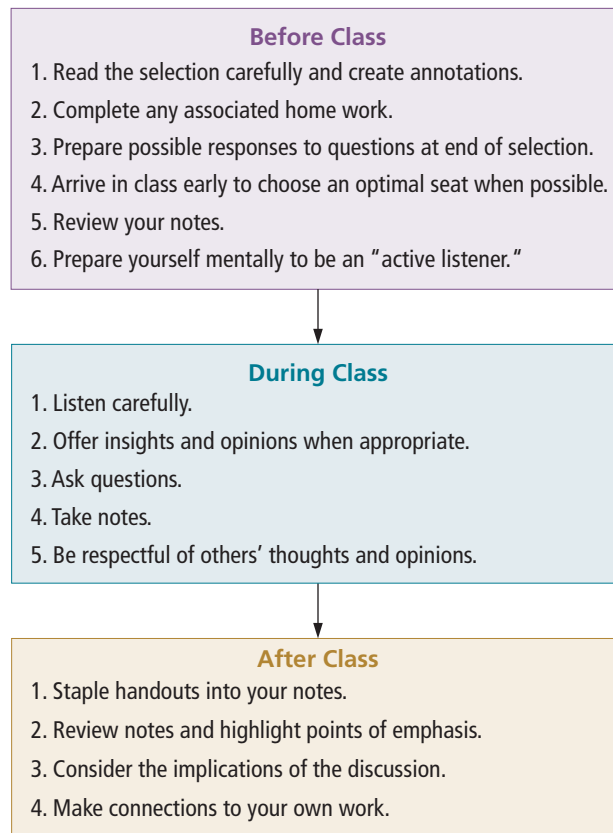 Before Class
1. Read the selection carefully and create annotations.
2. Complete any associated home work.
3. Prepare possible responses to questions at end of selection.
4. Arrive in class early to choose an optimal seat when possible.
5. Review your notes.
6. Prepare yourself mentally to be an “active listener.“
During Class
1. Listen carefully.
2. Offer insights and opinions when appropriate.
3. Ask questions.
4. Take notes.
5. Be respectful of others’ thoughts and opinions.
After Class
1. Staple handouts into your notes.
2. Review notes and highlight points of emphasis.
3. Consider the implications of the discussion.
4. Make connections to your own work.